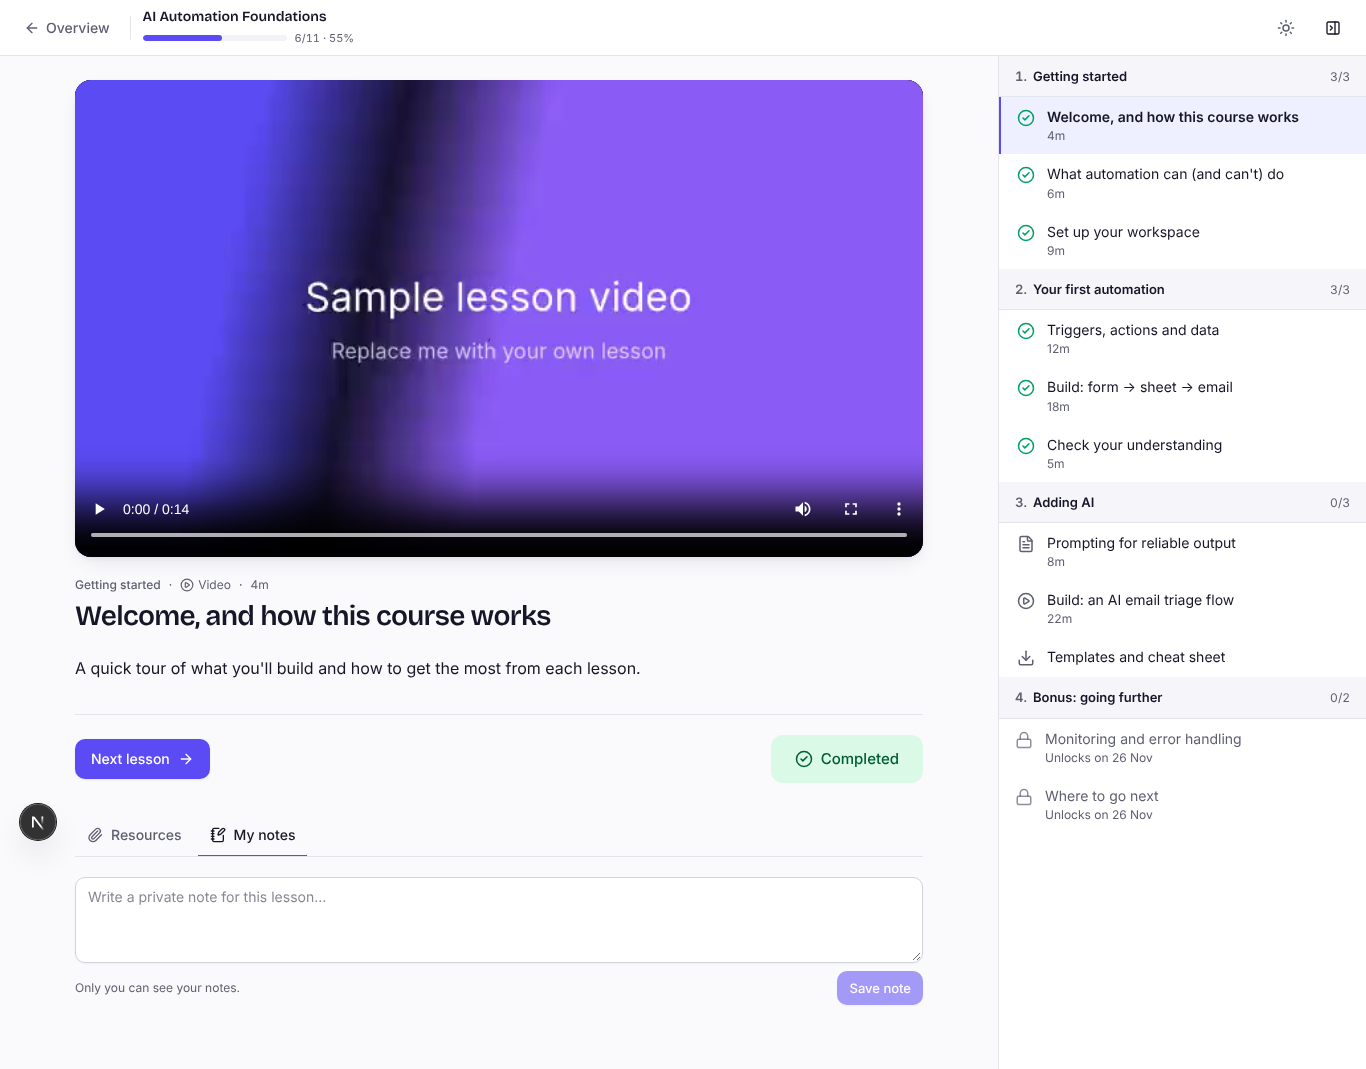 Overview
AI Automation Foundations
6/11 · 55%
Sample lesson video
Replace me with your own lesson
0:00 / 0:14
Getting started · Video · 4m
Welcome, and how this course works
A quick tour of what you'll build and how to get the most from each lesson.
Next lesson
Completed
Resources
My notes
Write a private note for this lesson...
Only you can see your notes.
Save note
N
1. Getting started 3/3
Welcome, and how this course works
4m
What automation can (and can't) do
6m
Set up your workspace
9m
2. Your first automation 3/3
Triggers, actions and data
12m
Build: form → sheet → email
18m
Check your understanding
5m
3. Adding AI 0/3
Prompting for reliable output
8m
Build: an AI email triage flow
22m
Templates and cheat sheet
4. Bonus: going further 0/2
Monitoring and error handling
Unlocks on 26 Nov
Where to go next
Unlocks on 26 Nov